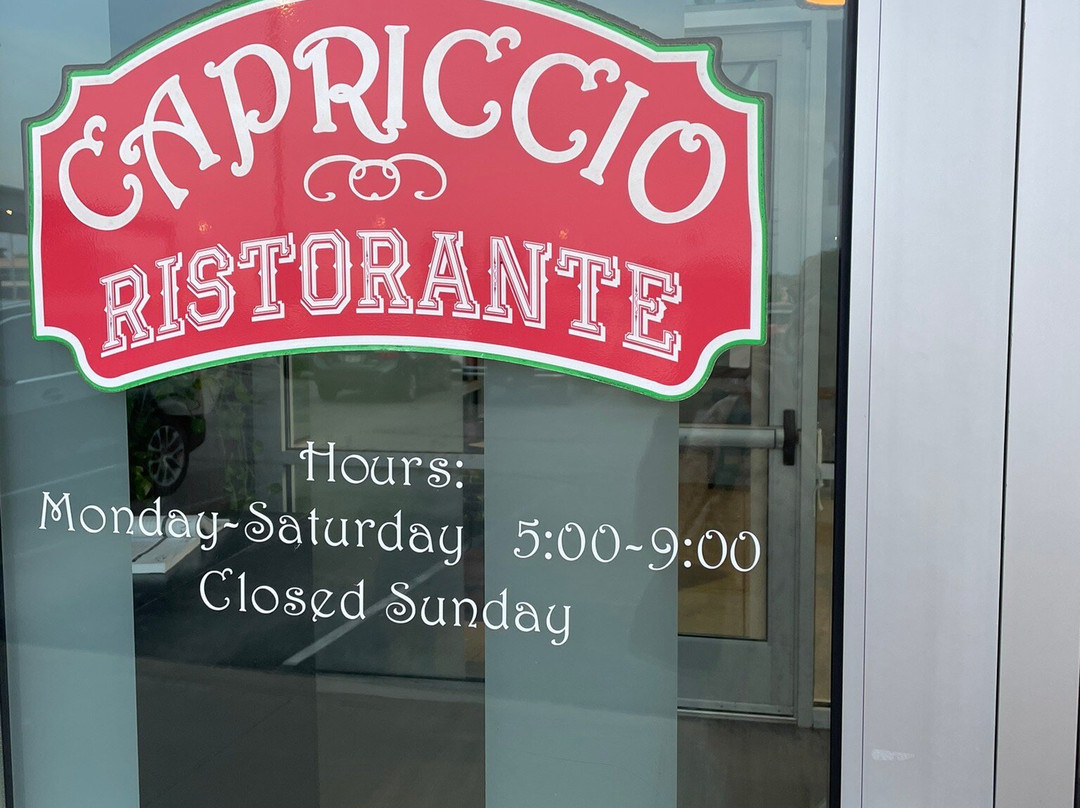 CAPRICCIO
RISTORANTE
Hours:
Monday-Saturday 5:00-9:00
Closed Sunday